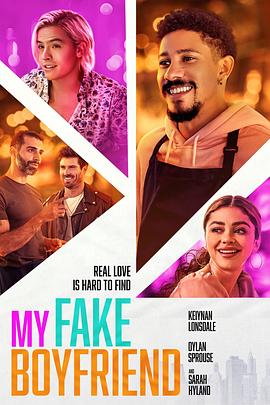 REAL LOVE
IS HARD TO FIND
MY FAKE
BOYFRIEND
KEIYNAN
LONSDALE
DYLAN
SPROUSE
AND
SARAH
HYLAND